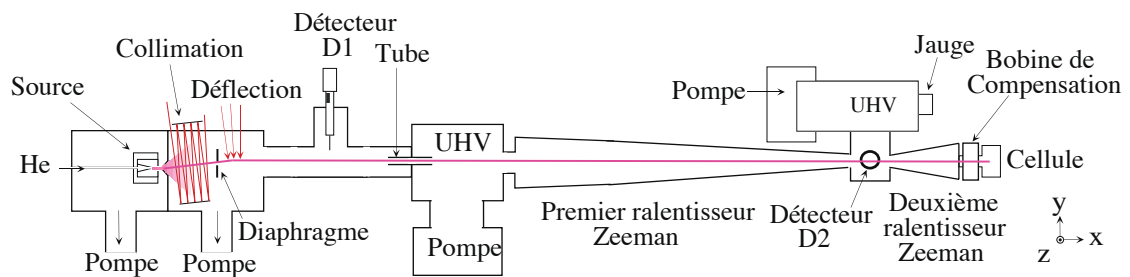 Détecteur
D1
Collimation
Tube
Jauge
Bobine de
Compensation
Source
Déflection
Pompe
UHV
UHV
He
Cellule
Diaphragme
Premier ralentisseur
Zeeman
Détecteur
D2
Deuxième
ralentisseur
Zeeman
y
z
x
Pompe
Pompe
Pompe